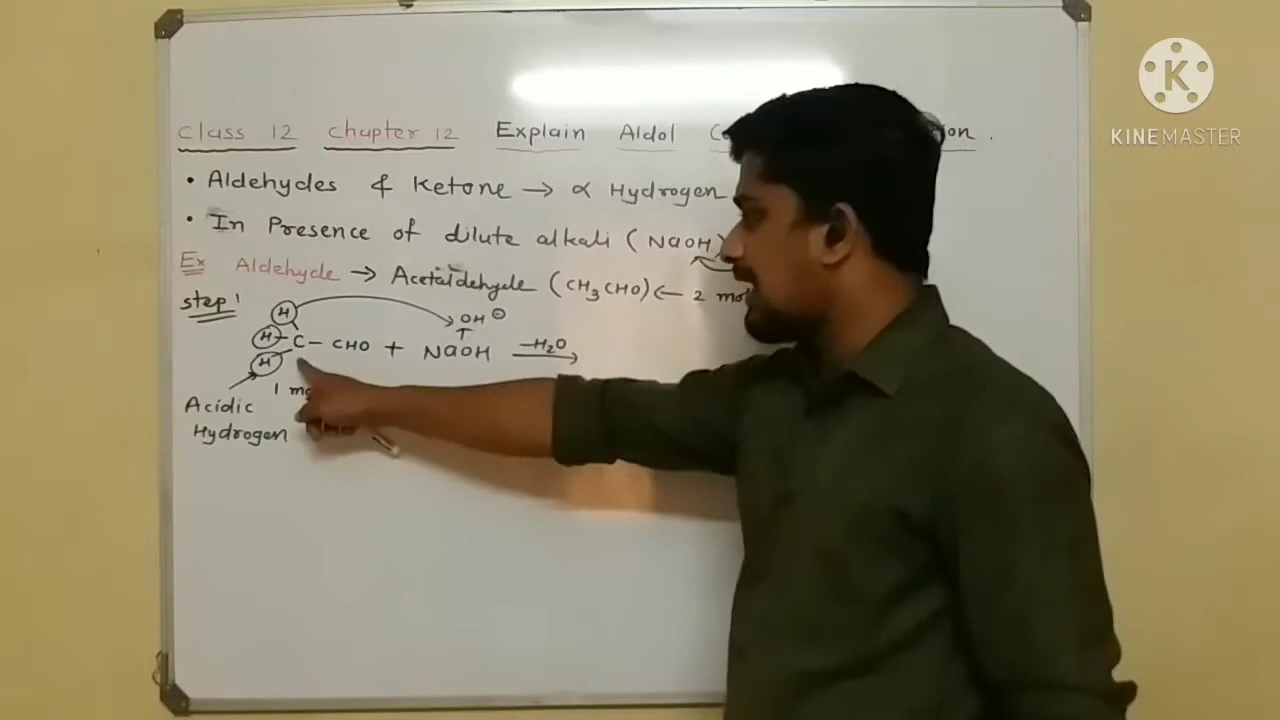 Class 12 Chapter 12 Explain Aldol
• Aldehydes & Ketone → ∝ Hydrogen
• In Presence of dilute alkali (NaOH)
Ex Aldehyde → Acetaldehyde (CH₃CHO) ← 2
step 1
H
OH ⊖
H - C - CHO + NaOH -H₂O →
H
1
Acidic
Hydrogen
K
KINEMASTER